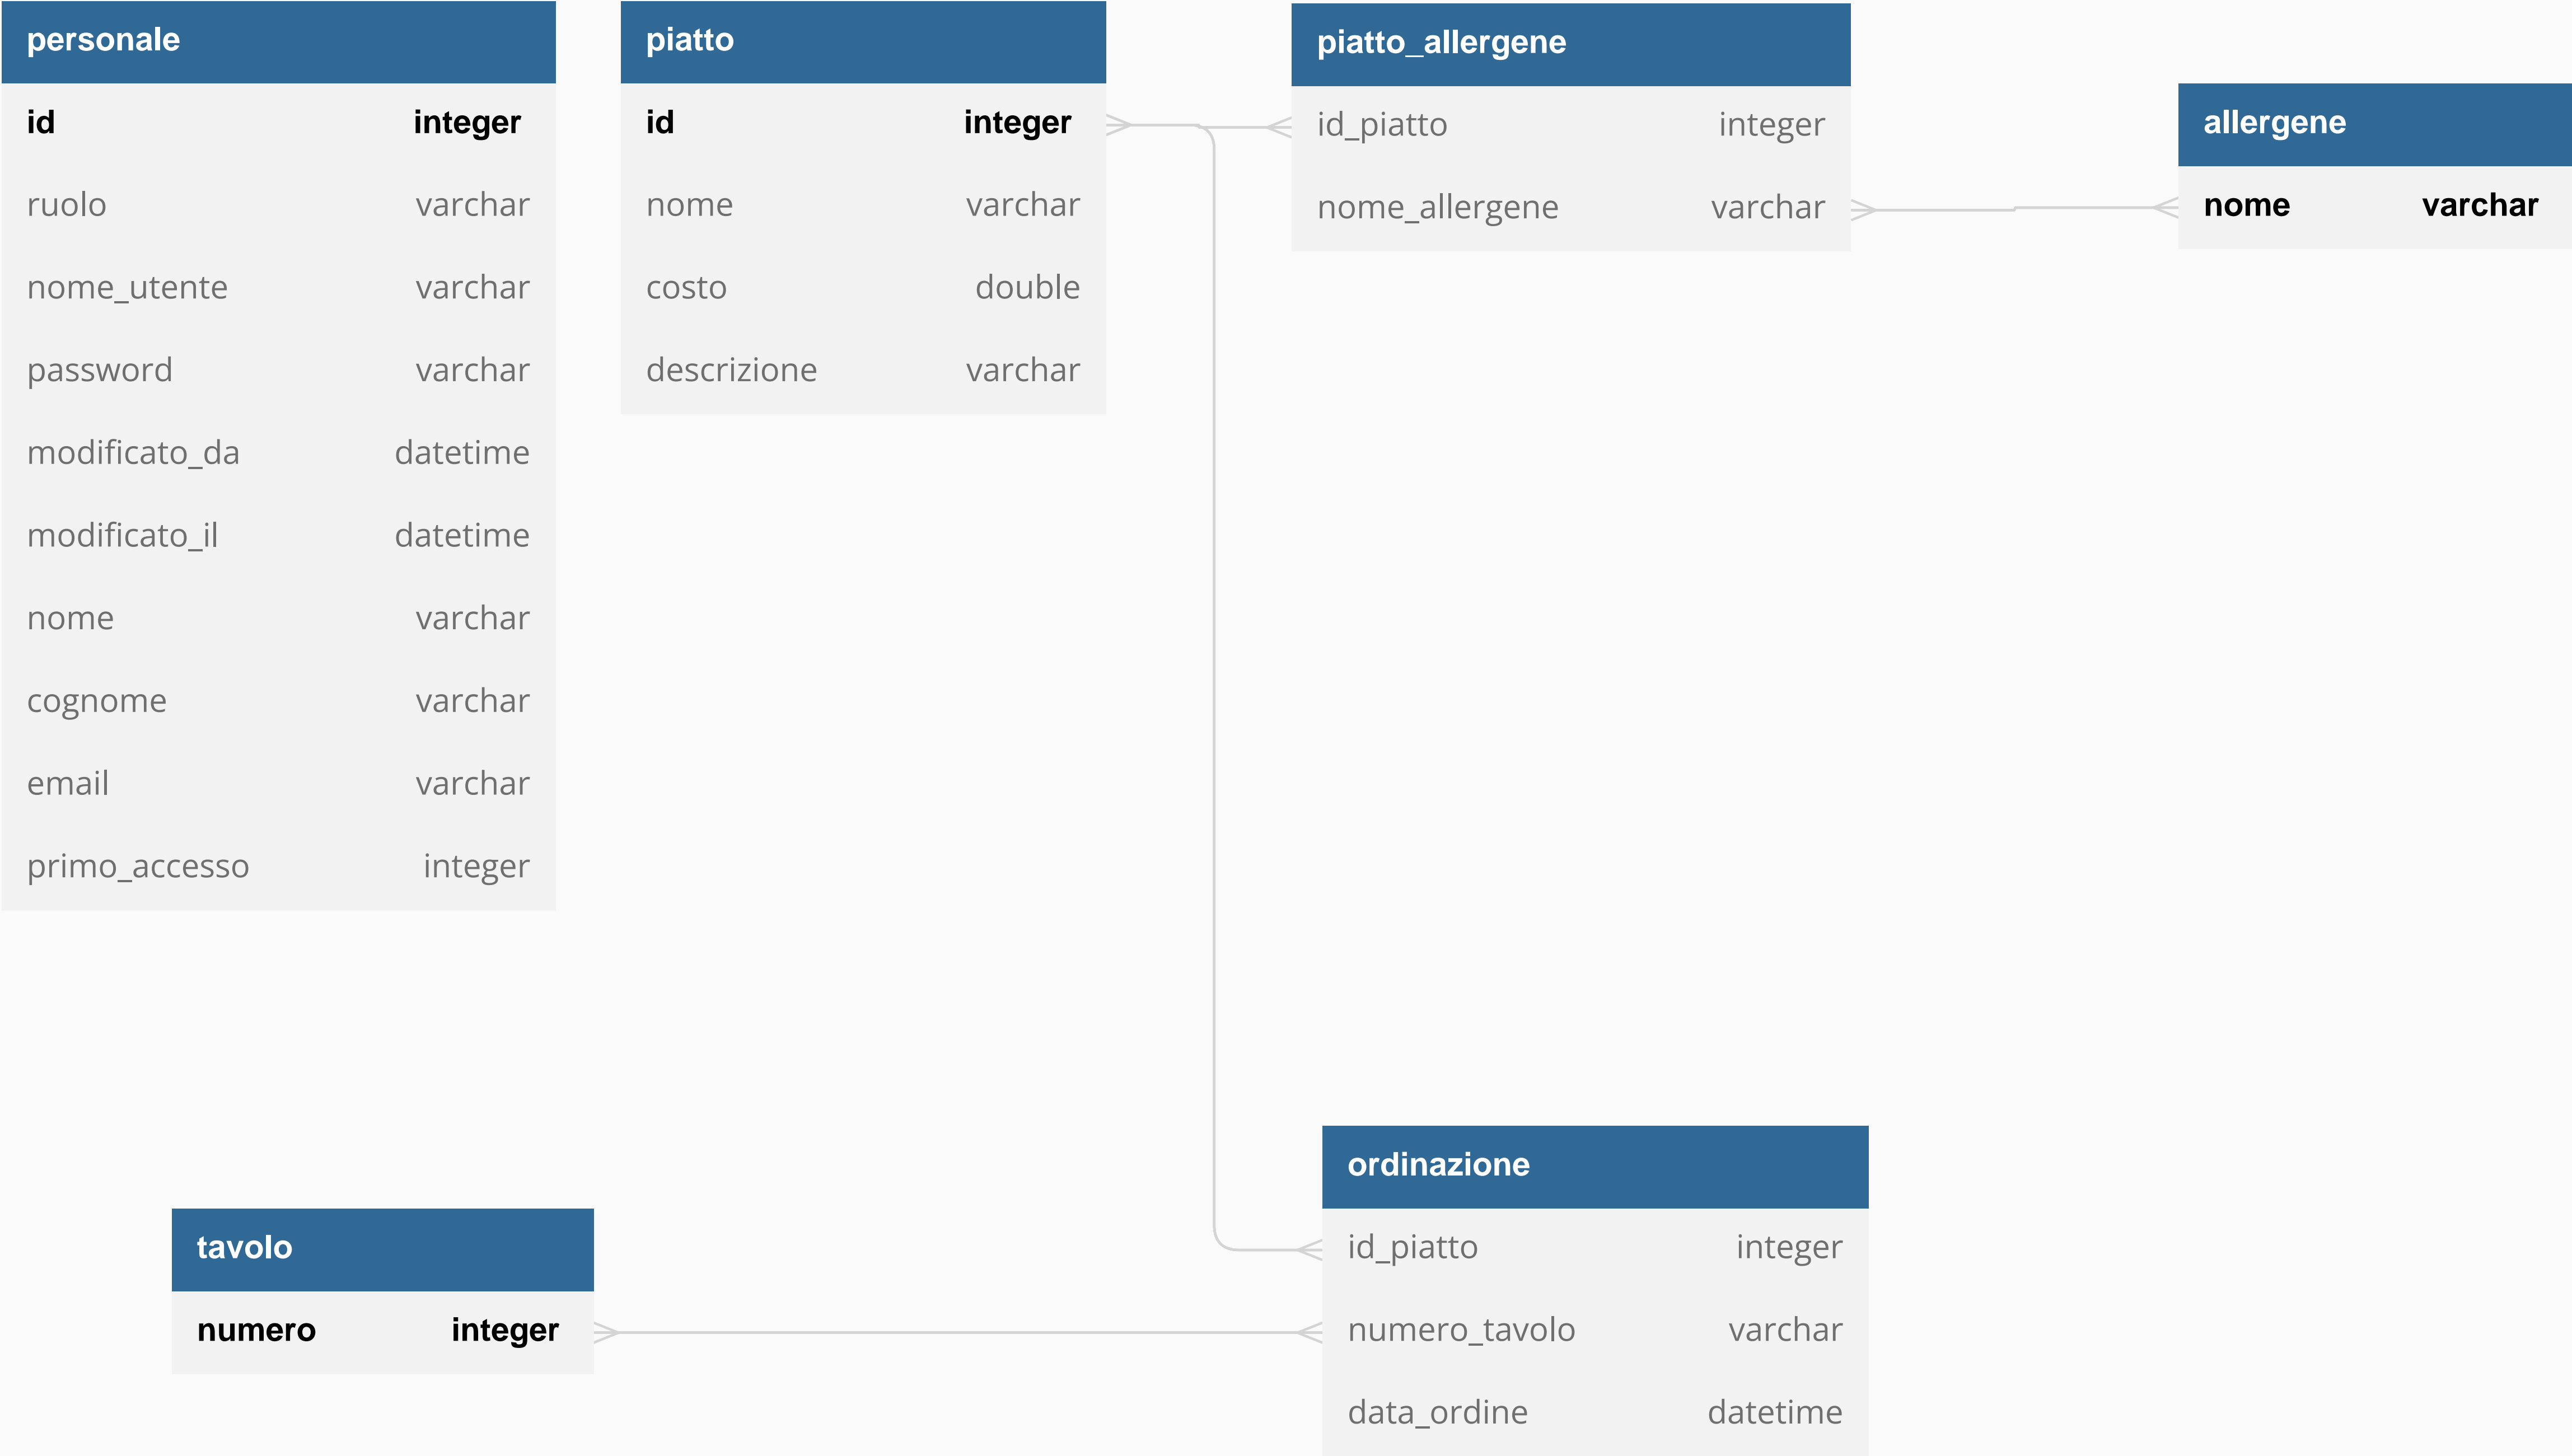 personale
id integer
ruolo varchar
nome_utente varchar
password varchar
modificato_da datetime
modificato_il datetime
nome varchar
cognome varchar
email varchar
primo_accesso integer
piatto
id integer
nome varchar
costo double
descrizione varchar
piatto_allergene
id_piatto integer
nome_allergene varchar
allergene
nome varchar
tavolo
numero integer
ordinazione
id_piatto integer
numero_tavolo varchar
data_ordine datetime